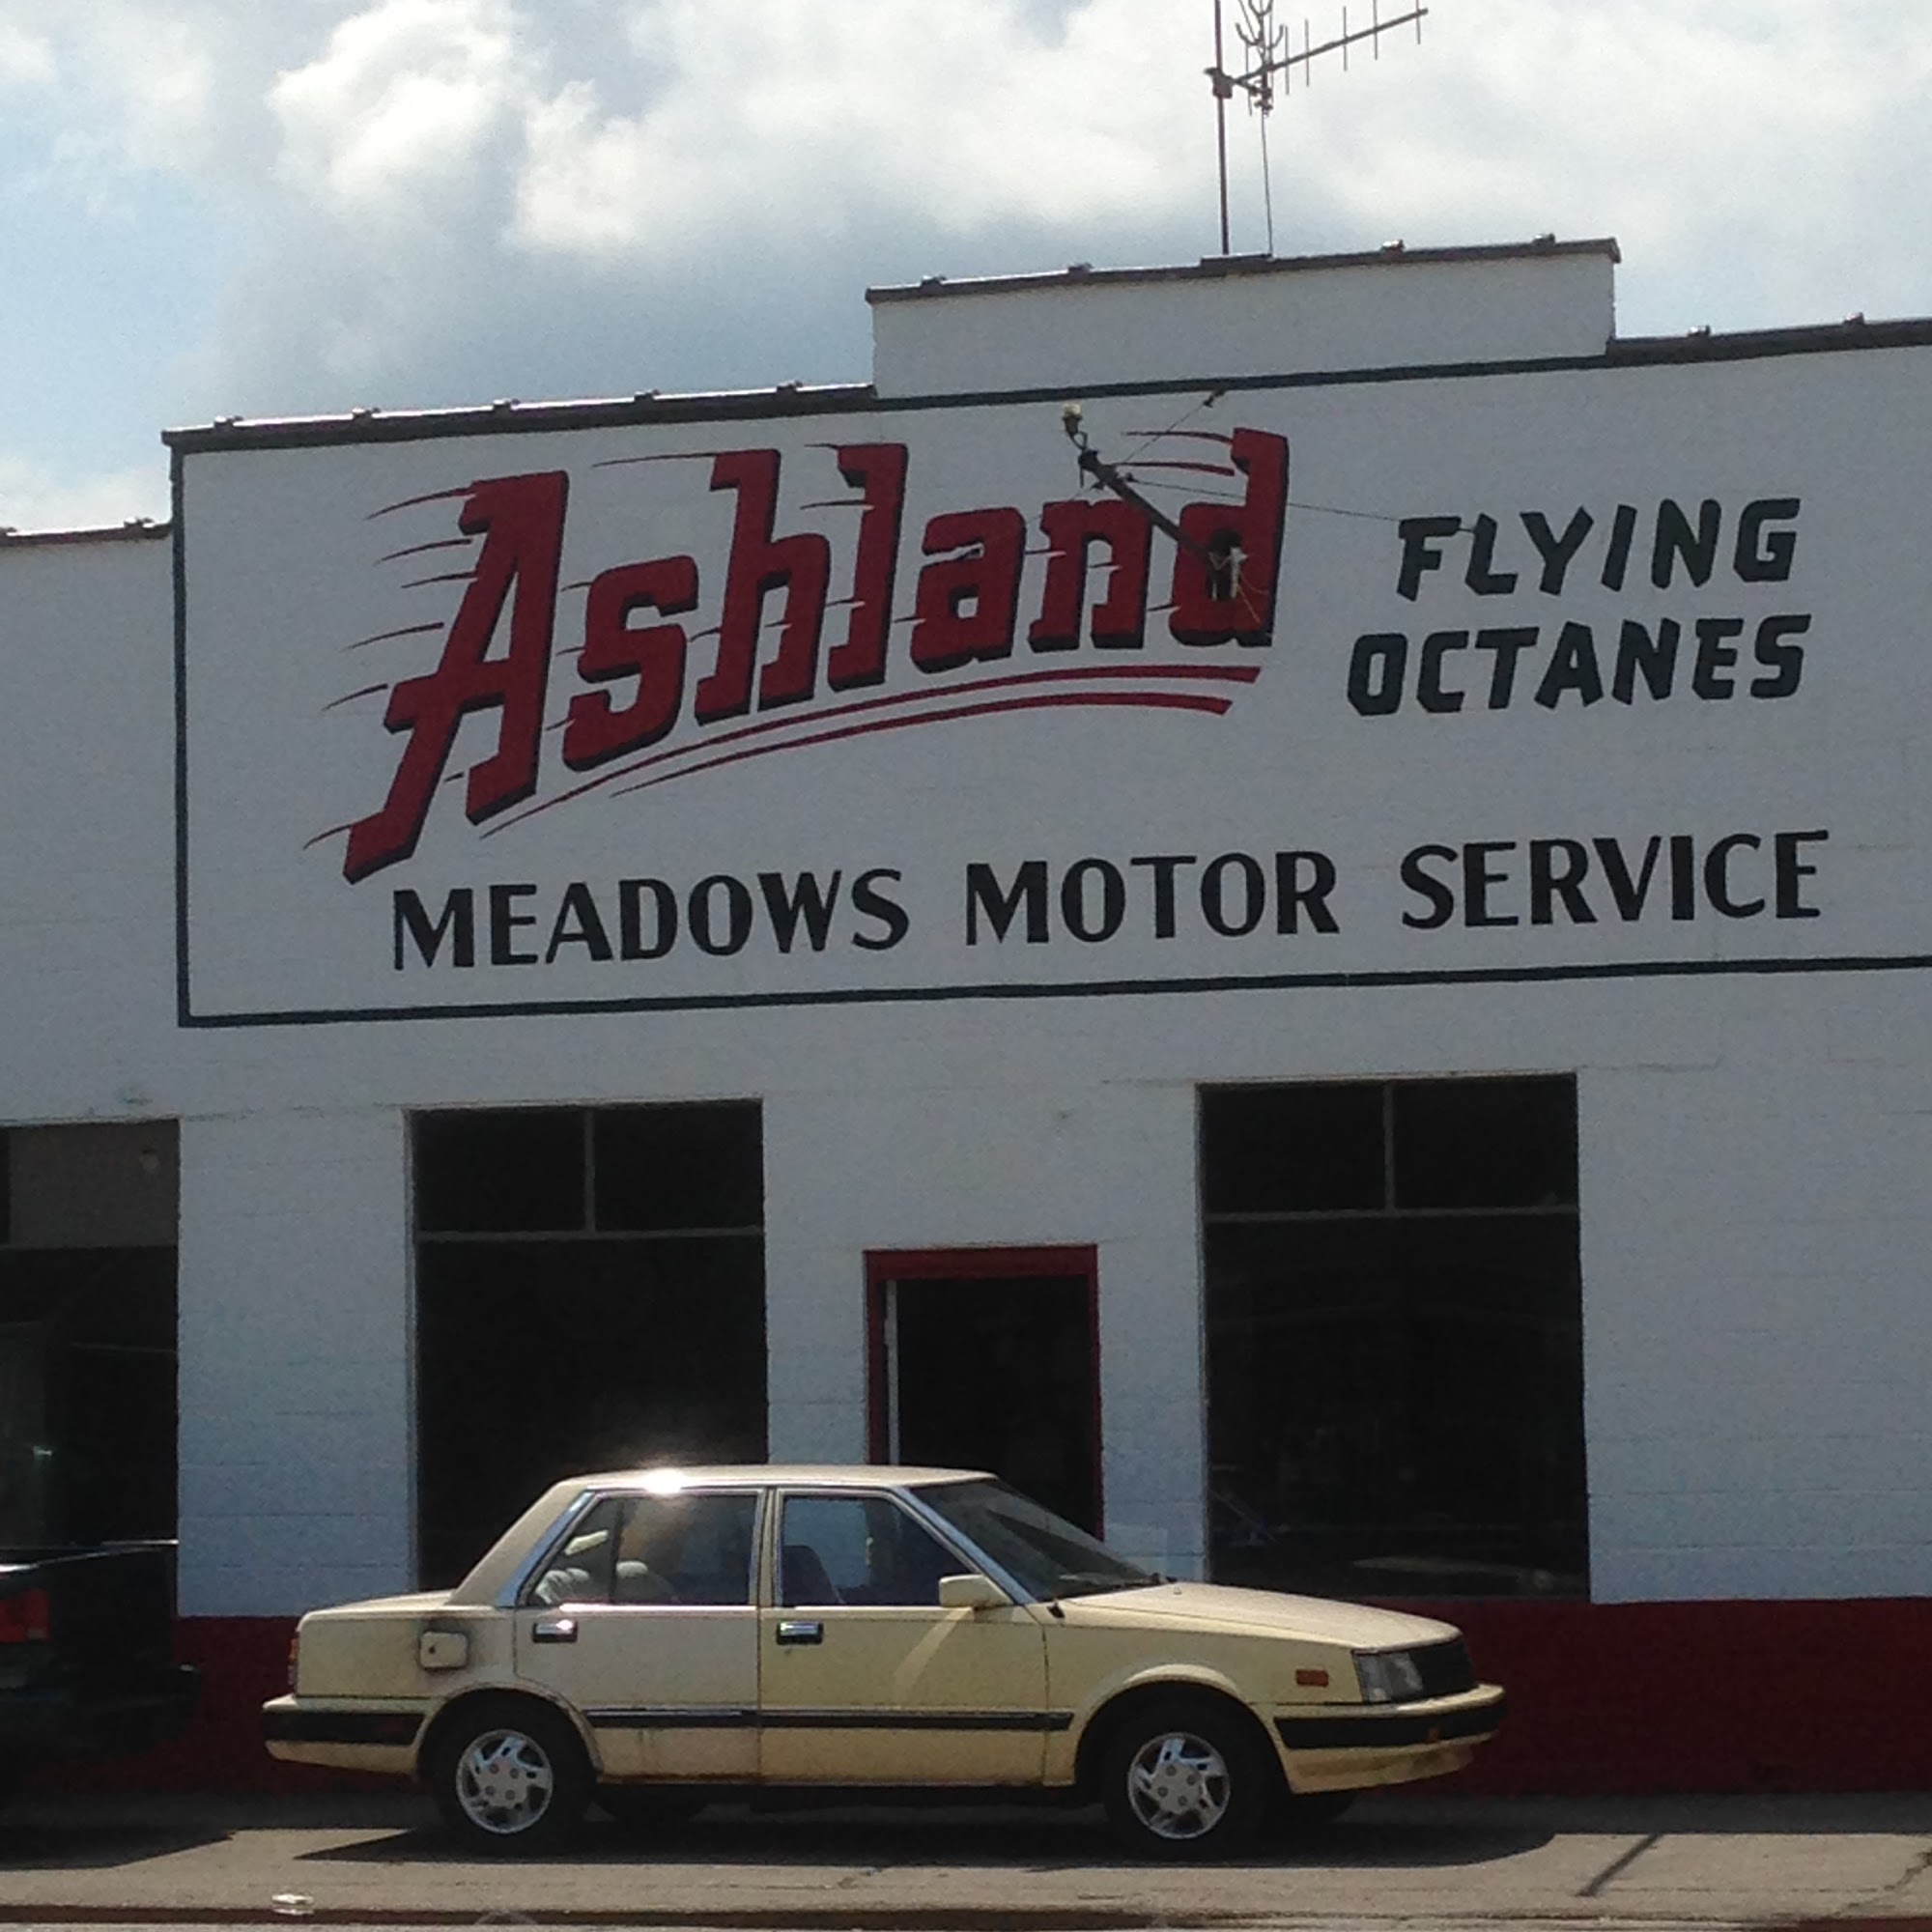 Ashland
FLYING
OCTANES
MEADOWS MOTOR SERVICE